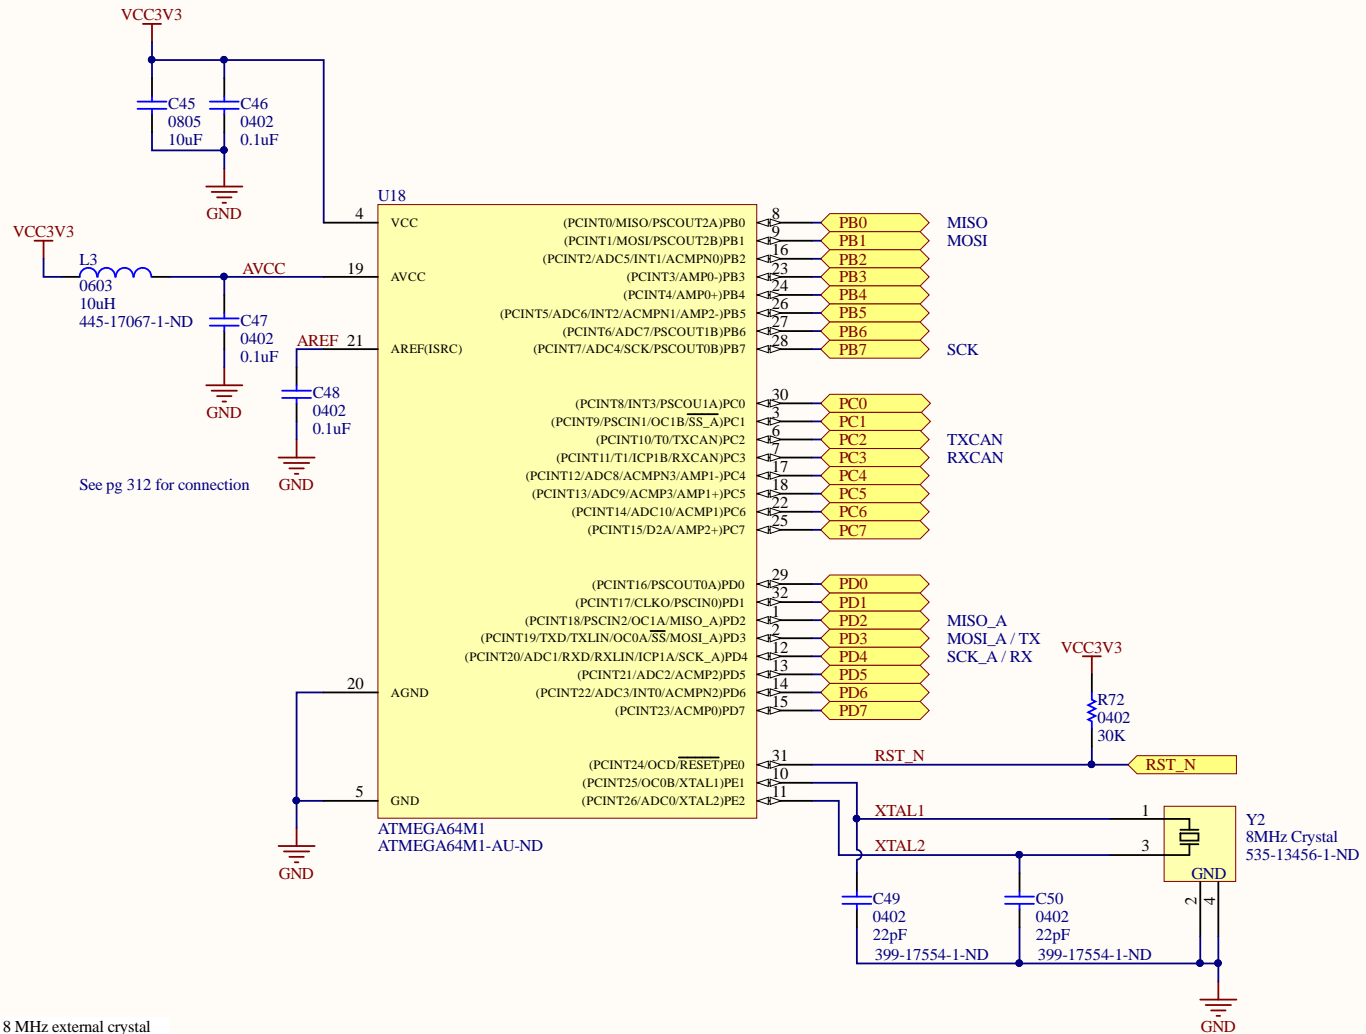 VCC3V3
C45
0805
10uF
C46
0402
0.1uF
GND
VCC3V3
L3
0603
10uH
445-17067-1-ND
AVCC
19
C47
0402
0.1uF
GND
AREF
21
C48
0402
0.1uF
GND
See pg 312 for connection
U18
4
VCC
AVCC
AREF(ISRC)
20
AGND
5
GND
GND
ATMEGA64M1
ATMEGA64M1-AU-ND
(PCINT0/MISO/PSCOUT2A)PB0 8 PB0 MISO
(PCINT1/MOSI/PSCOUT2B)PB1 9 PB1 MOSI
(PCINT2/ADC5/INT1/ACMPN0)PB2 16 PB2
(PCINT3/AMP0-)PB3 23 PB3
(PCINT4/AMP0+)PB4 24 PB4
(PCINT5/ADC6/INT2/ACMPN1/AMP2-)PB5 26 PB5
(PCINT6/ADC7/PSCOUT1B)PB6 27 PB6
(PCINT7/ADC4/SCK/PSCOUT0B)PB7 28 PB7 SCK
(PCINT8/INT3/PSCOU1A)PC0 30 PC0
(PCINT9/PSCIN1/OC1B/SS_A)PC1 3 PC1
(PCINT10/T0/TXCAN)PC2 6 PC2 TXCAN
(PCINT11/T1/ICP1B/RXCAN)PC3 7 PC3 RXCAN
(PCINT12/ADC8/ACMPN3/AMP1-)PC4 17 PC4
(PCINT13/ADC9/ACMP3/AMP1+)PC5 18 PC5
(PCINT14/ADC10/ACMP1)PC6 22 PC6
(PCINT15/D2A/AMP2+)PC7 25 PC7
(PCINT16/PSCOUT0A)PD0 29 PD0
(PCINT17/CLKO/PSCIN0)PD1 32 PD1
(PCINT18/PSCIN2/OC1A/MISO_A)PD2 1 PD2 MISO_A
(PCINT19/TXD/TXLIN/OC0A/SS/MOSI_A)PD3 2 PD3 MOSI_A / TX
(PCINT20/ADC1/RXD/RXLIN/ICP1A/SCK_A)PD4 12 PD4 SCK_A / RX
(PCINT21/ADC2/ACMP2)PD5 13 PD5
(PCINT22/ADC3/INT0/ACMPN2)PD6 14 PD6
(PCINT23/ACMP0)PD7 15 PD7
(PCINT24/OCD/RESET)PE0 31 RST_N RST_N
(PCINT25/OC0B/XTAL1)PE1 10
(PCINT26/ADC0/XTAL2)PE2 11
VCC3V3
R72
0402
30K
XTAL1
1
XTAL2
3
Y2
8MHz Crystal
535-13456-1-ND
GND
2
4
C49
0402
22pF
399-17554-1-ND
C50
0402
22pF
399-17554-1-ND
GND
8 MHz external crystal